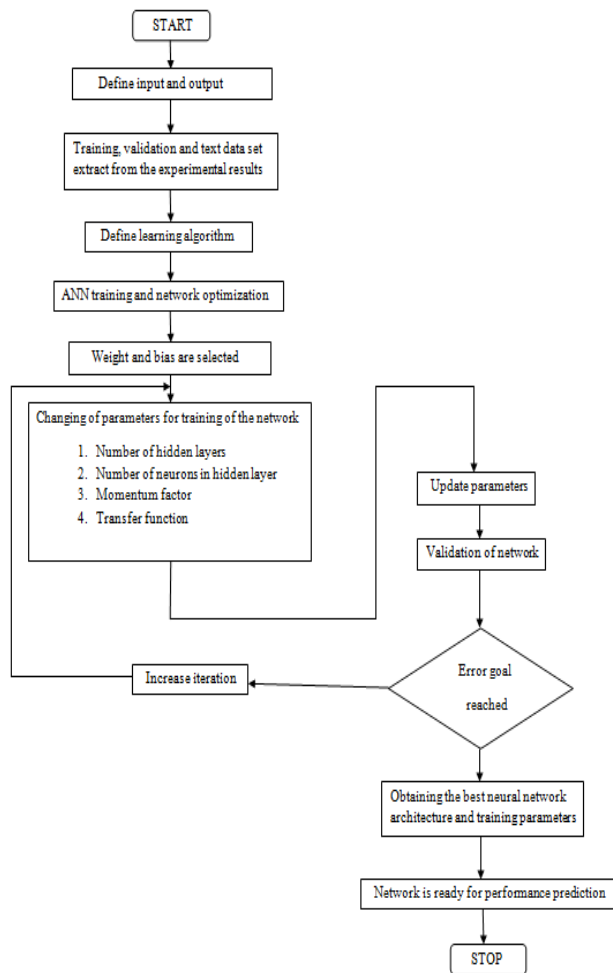 START
Define input and output
Training, validation and text data set
extract from the experimental results
Define learning algorithm
ANN training and network optimization
Weight and bias are selected
Changing of parameters for training of the network
1. Number of hidden layers
2. Number of neurons in hidden layer
3. Momentum factor
4. Transfer function
Update parameters
Validation of network
Error goal
reached
Increase iteration
Obtaining the best neural network
architecture and training parameters
Network is ready for performance prediction
STOP